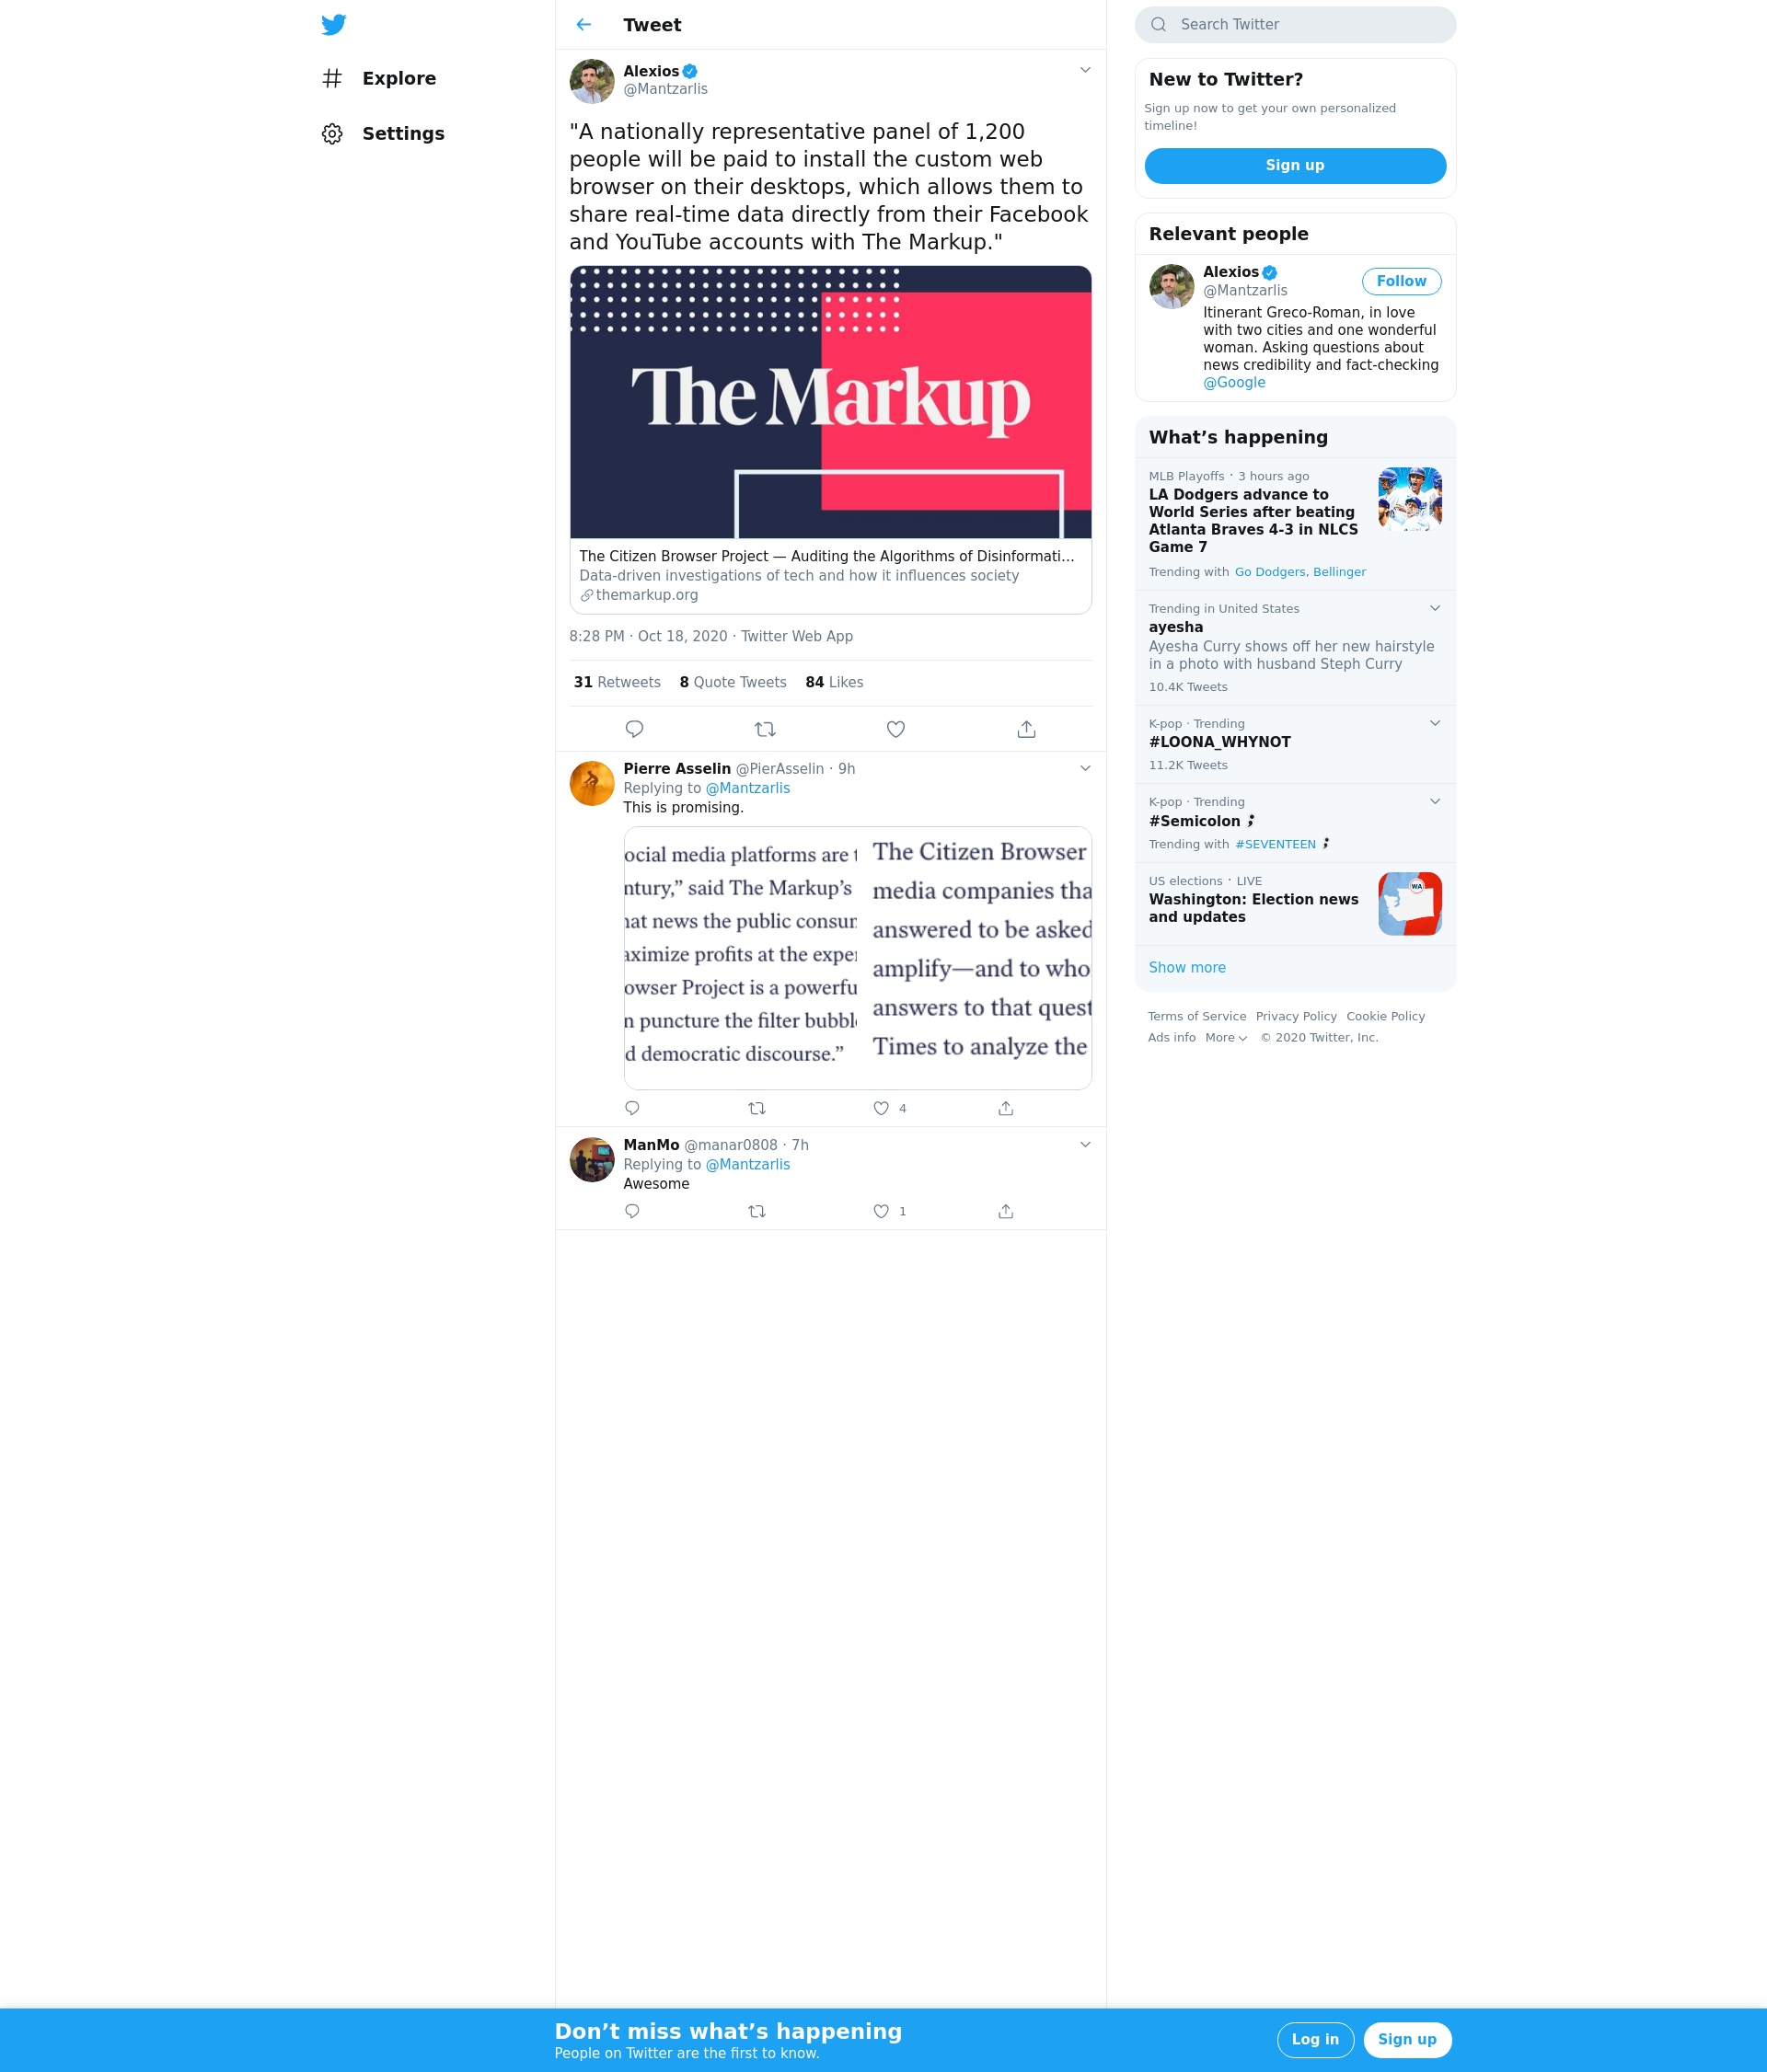 Explore
Settings
Tweet
Alexios
@Mantzarlis
"A nationally representative panel of 1,200
people will be paid to install the custom web
browser on their desktops, which allows them to
share real-time data directly from their Facebook
and YouTube accounts with The Markup."
The Markup
The Citizen Browser Project — Auditing the Algorithms of Disinformati…
Data-driven investigations of tech and how it influences society
themarkup.org
8:28 PM · Oct 18, 2020 · Twitter Web App
31 Retweets 8 Quote Tweets 84 Likes
Pierre Asselin @PierAsselin · 9h
Replying to @Mantzarlis
This is promising.
ocial media platforms are t
ntury,” said The Markup’s
hat news the public consum
aximize profits at the exper
owser Project is a powerfu
n puncture the filter bubble
d democratic discourse.”
The Citizen Browser
media companies tha
answered to be asked
amplify—and to who
answers to that quest
Times to analyze the
4
ManMo @manar0808 · 7h
Replying to @Mantzarlis
Awesome
1
Search Twitter
New to Twitter?
Sign up now to get your own personalized
timeline!
Sign up
Relevant people
Alexios
@Mantzarlis
Follow
Itinerant Greco-Roman, in love
with two cities and one wonderful
woman. Asking questions about
news credibility and fact-checking
@Google
What’s happening
MLB Playoffs · 3 hours ago
LA Dodgers advance to
World Series after beating
Atlanta Braves 4-3 in NLCS
Game 7
Trending with Go Dodgers, Bellinger
Trending in United States
ayesha
Ayesha Curry shows off her new hairstyle
in a photo with husband Steph Curry
10.4K Tweets
K-pop · Trending
#LOONA_WHYNOT
11.2K Tweets
K-pop · Trending
#Semicolon
Trending with #SEVENTEEN
US elections · LIVE
Washington: Election news
and updates
WA
Show more
Terms of Service Privacy Policy Cookie Policy
Ads info More © 2020 Twitter, Inc.
Don’t miss what’s happening
People on Twitter are the first to know.
Log in
Sign up